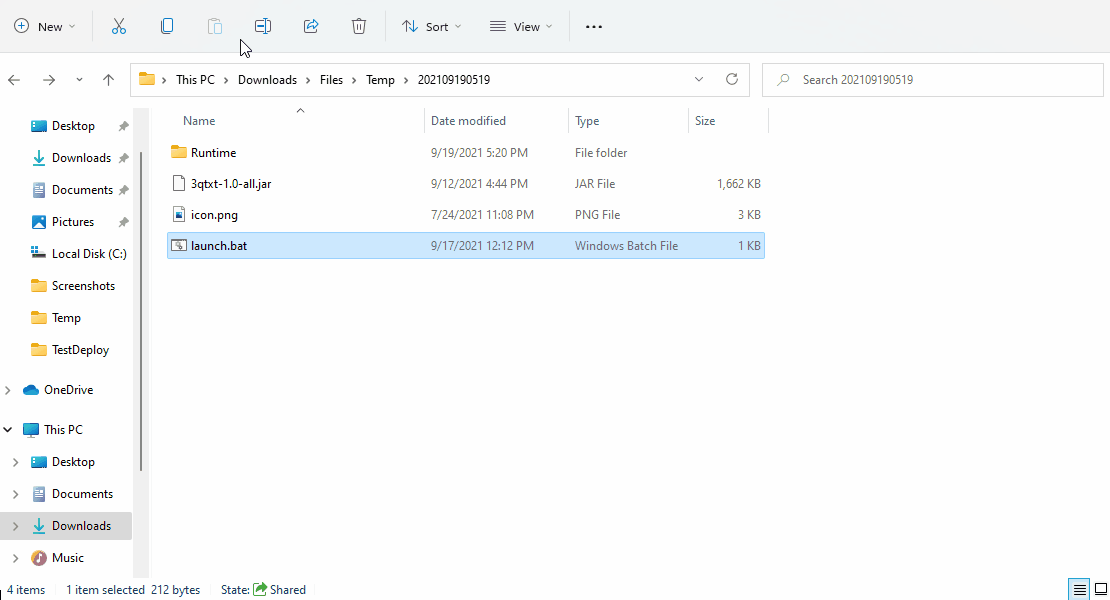 New Sort View
This PC Downloads Files Temp 202109190519 Search 202109190519
Name Date modified Type Size
Desktop
Downloads
Documents
Pictures
Local Disk (C:)
Screenshots
Temp
TestDeploy
OneDrive
This PC
Desktop
Documents
Downloads
Music
Runtime 9/19/2021 5:20 PM File folder
3qtxt-1.0-all.jar 9/12/2021 4:44 PM JAR File 1,662 KB
icon.png 7/24/2021 11:08 PM PNG File 3 KB
launch.bat 9/17/2021 12:12 PM Windows Batch File 1 KB
4 items 1 item selected 212 bytes State: Shared